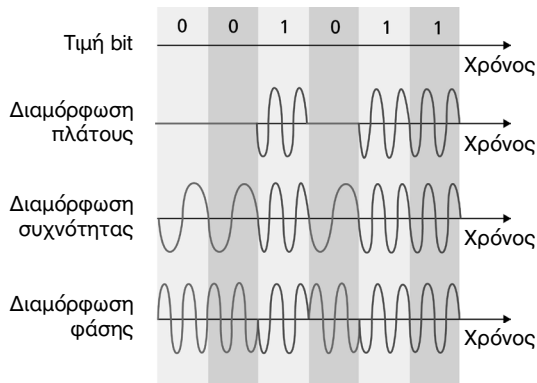 Τιμή bit 0 0 1 0 1 1
Χρόνος
Διαμόρφωση
πλάτους
Χρόνος
Διαμόρφωση
συχνότητας
Χρόνος
Διαμόρφωση
φάσης
Χρόνος